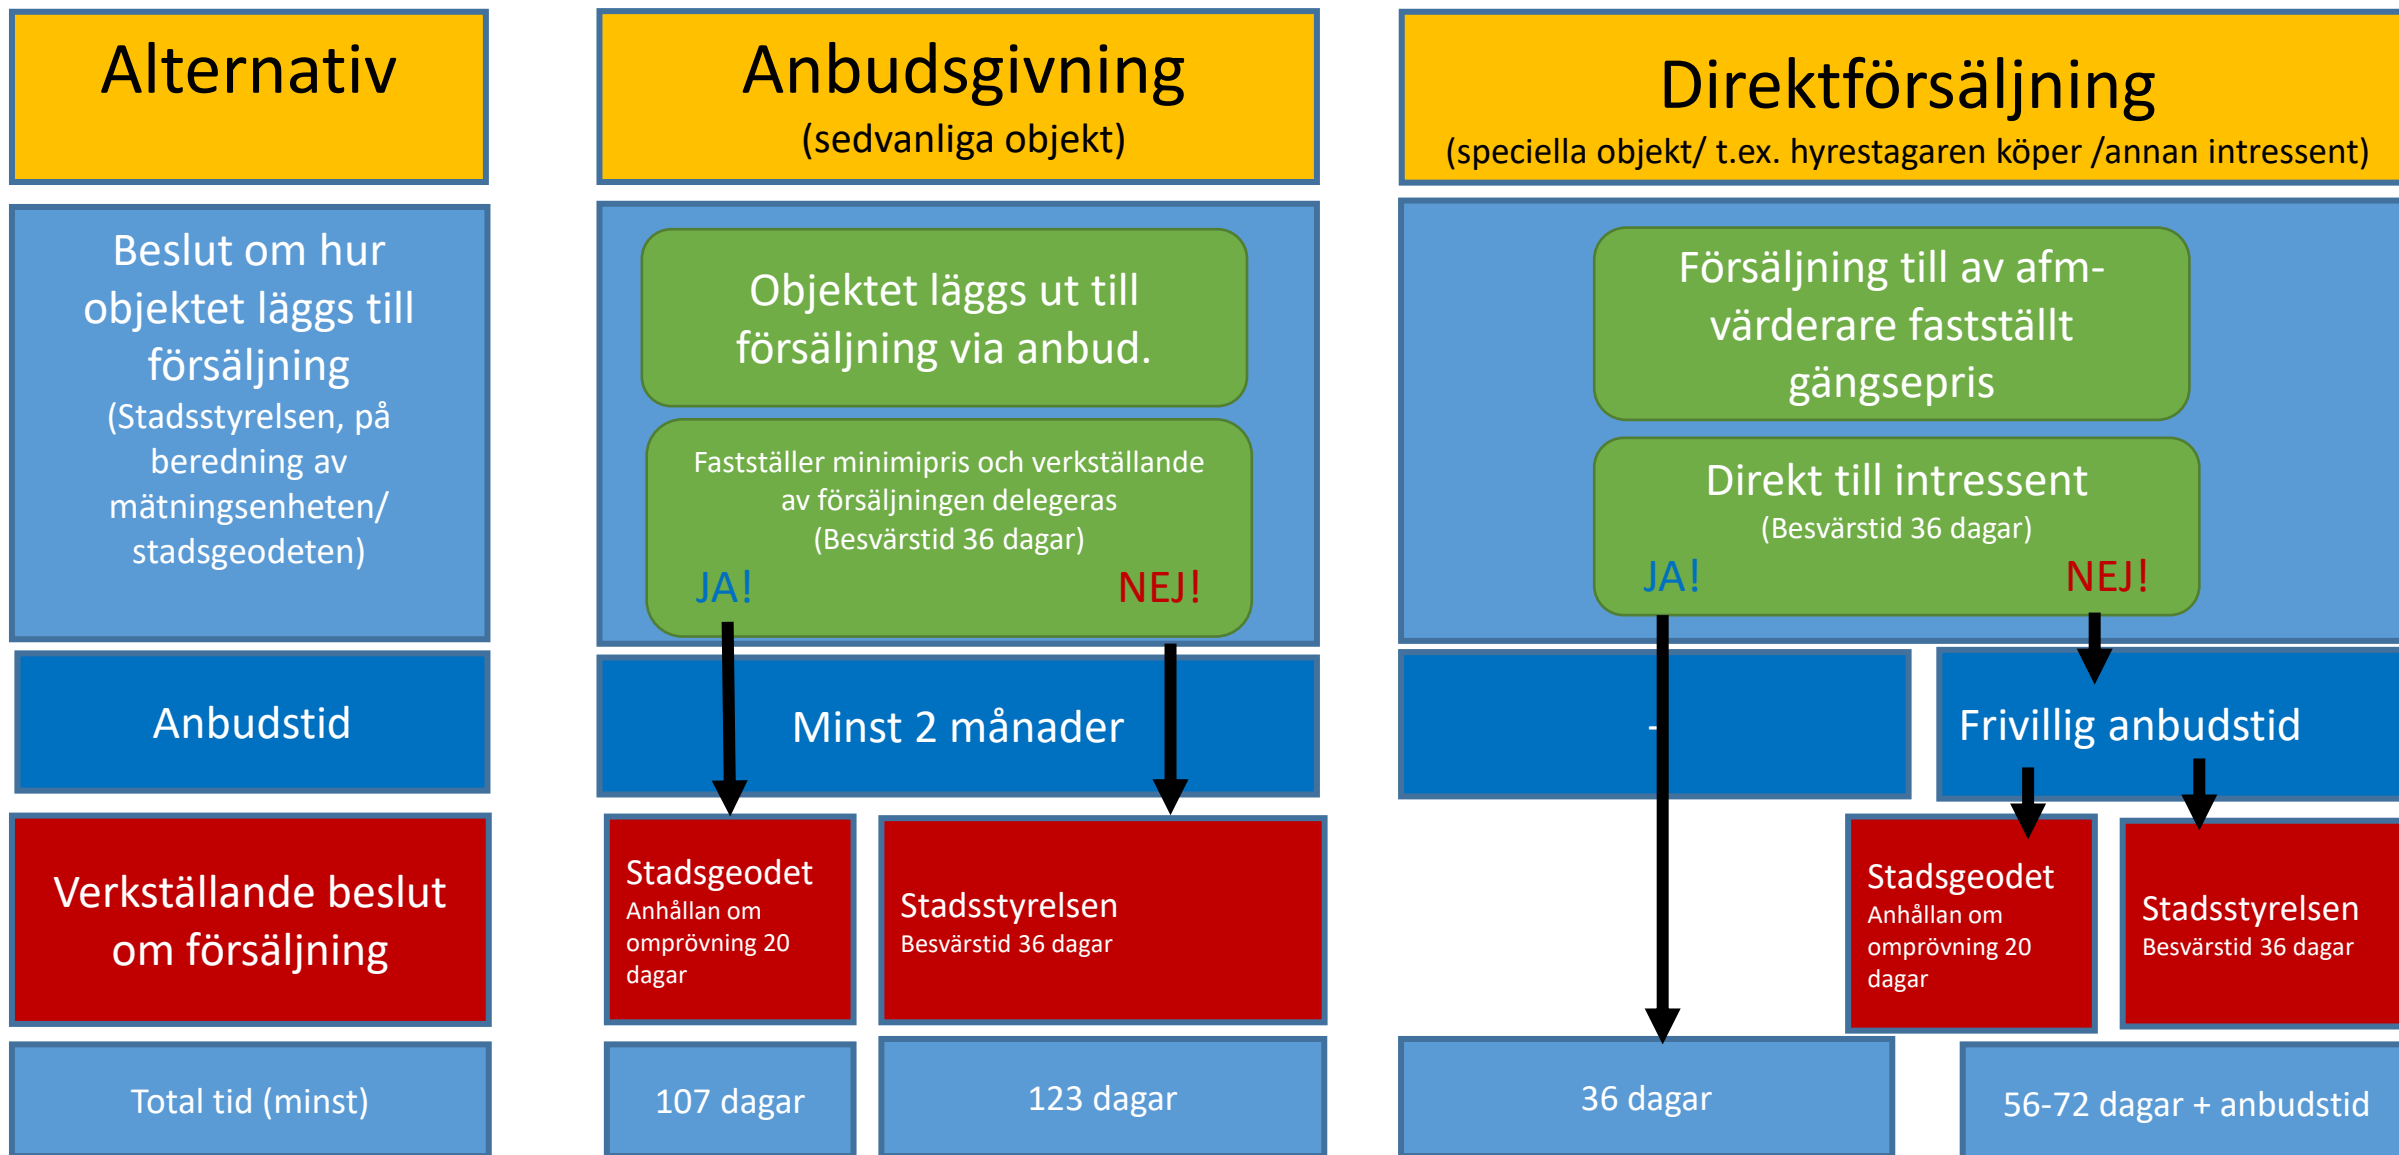 Alternativ
Anbudsgivning
(sedvanliga objekt)
Direktförsäljning
(speciella objekt/ t.ex. hyrestagaren köper /annan intressent)
Beslut om hur
objektet läggs till
försäljning
(Stadsstyrelsen, på
beredning av
mätningsenheten/
stadsgeodeten)
Objektet läggs ut till
försäljning via anbud.
Fastställer minimipris och verkställande
av försäljningen delegeras
(Besvärstid 36 dagar)
JA!
NEJ!
Försäljning till av afm-
värderare fastställt
gängsepris
Direkt till intressent
(Besvärstid 36 dagar)
JA!
NEJ!
Anbudstid
Minst 2 månader
-
Frivillig anbudstid
Verkställande beslut
om försäljning
Stadsgeodet
Anhållan om
omprövning 20
dagar
Stadsstyrelsen
Besvärstid 36 dagar
Stadsgeodet
Anhållan om
omprövning 20
dagar
Stadsstyrelsen
Besvärstid 36 dagar
Total tid (minst)
107 dagar
123 dagar
36 dagar
56-72 dagar + anbudstid